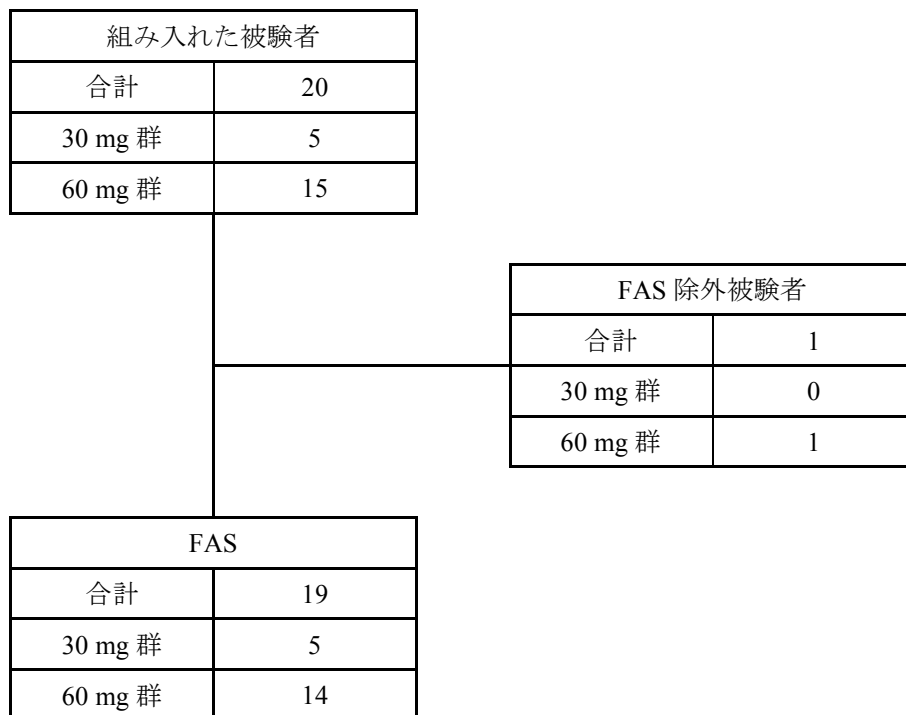 組み入れた被験者
合計 20
30 mg 群 5
60 mg 群 15
FAS 除外被験者
合計 1
30 mg 群 0
60 mg 群 1
FAS
合計 19
30 mg 群 5
60 mg 群 14